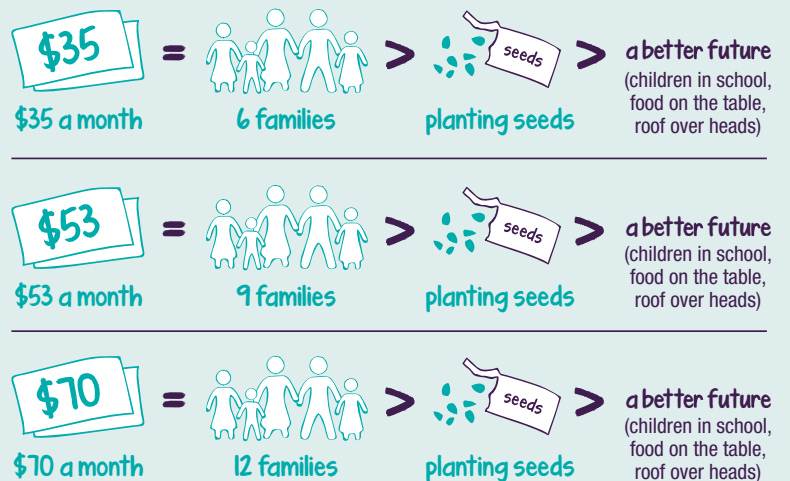 $35 = > seeds > a better future
(children in school,
food on the table,
roof over heads)
$35 a month 6 families planting seeds
$53 = > seeds > a better future
(children in school,
food on the table,
roof over heads)
$53 a month 9 families planting seeds
$70 = > seeds > a better future
(children in school,
food on the table,
roof over heads)
$70 a month 12 families planting seeds